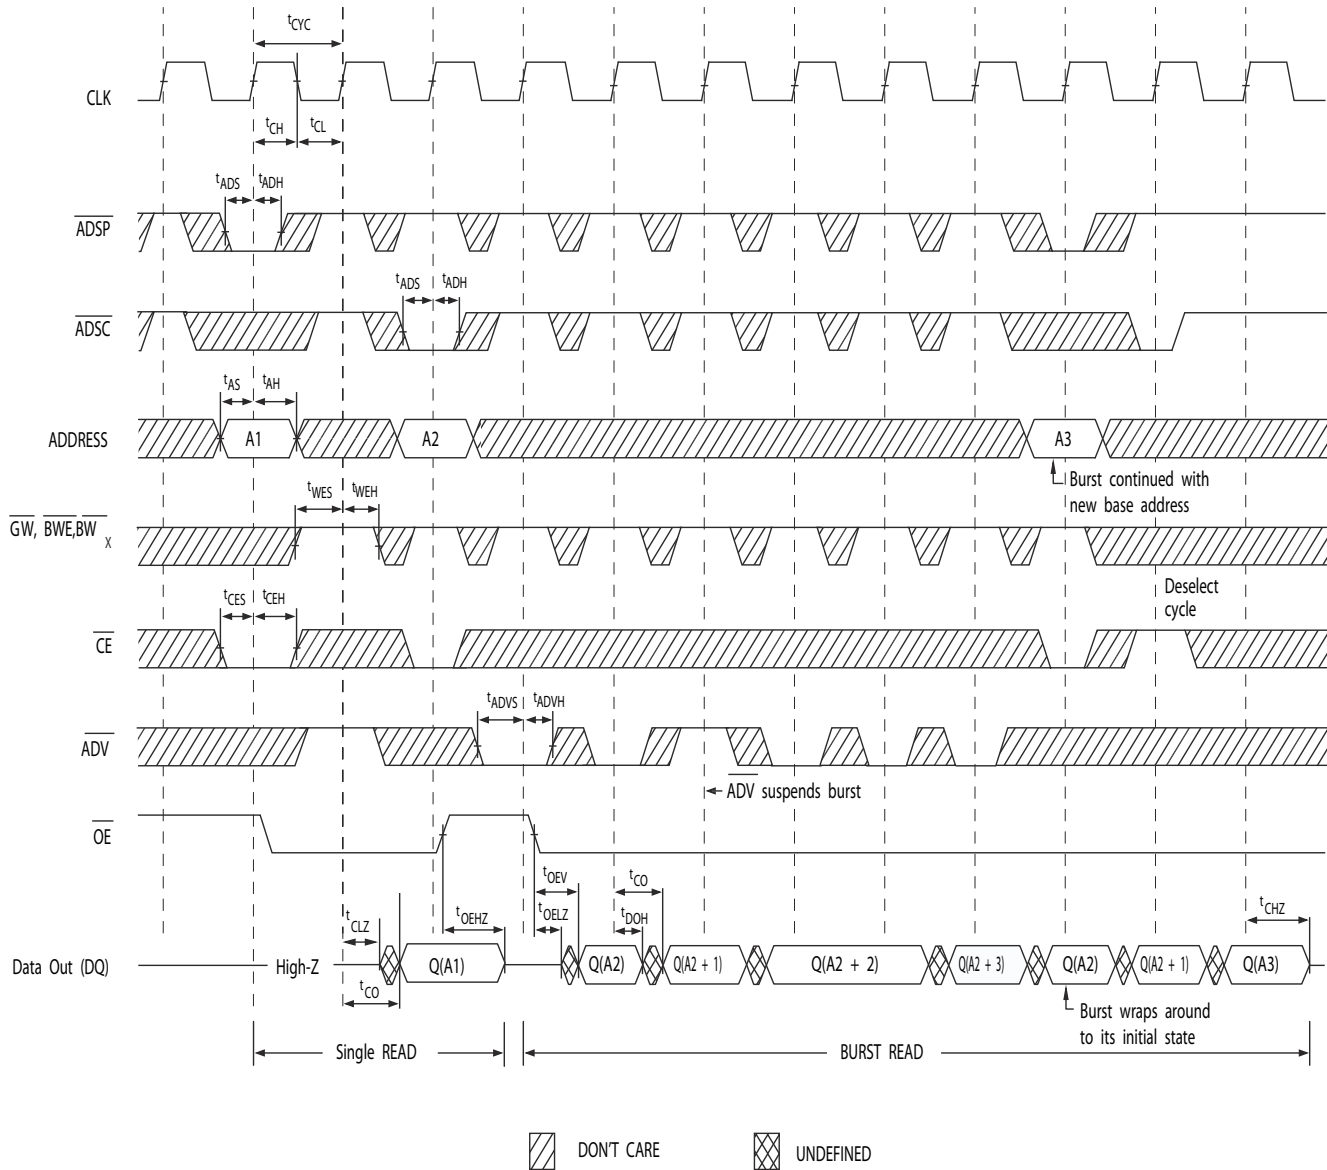 tCYC
CLK
tCH tCL
tADS tADH
ADSP
tADS tADH
ADSC
tAS tAH
ADDRESS A1 A2 A3
Burst continued with
new base address
tWES tWEH
GW, BWE,BW X
Deselect
cycle
tCES tCEH
CE
tADVS tADVH
ADV
ADV suspends burst
OE
tOEV tCO
tCLZ tOEHZ tOELZ tDOH tCHZ
Data Out (DQ) High-Z Q(A1) Q(A2) Q(A2 + 1) Q(A2 + 2) Q(A2 + 3) Q(A2) Q(A2 + 1) Q(A3)
tCO
Burst wraps around
to its initial state
Single READ BURST READ
DON'T CARE UNDEFINED